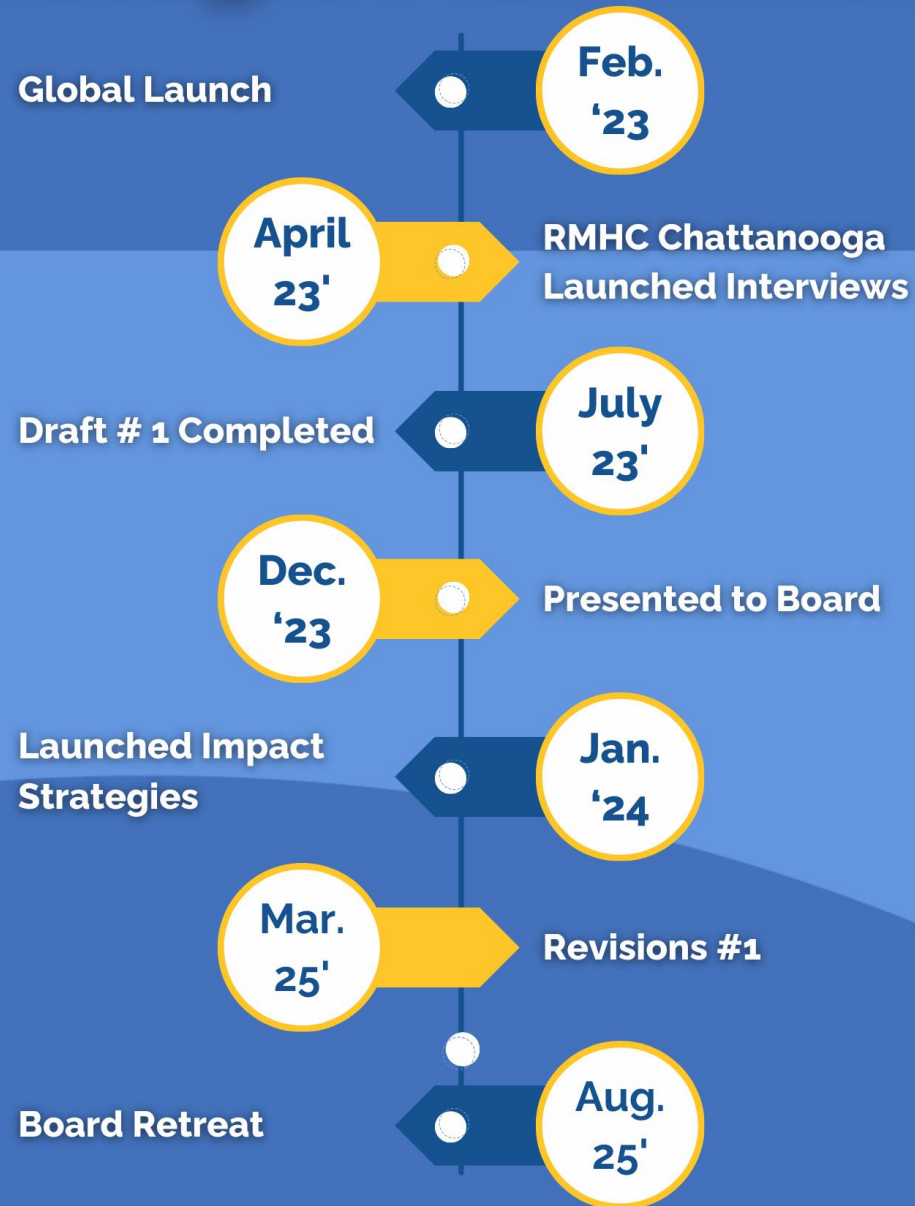 Global Launch
Feb.
‘23
April
23'
RMHC Chattanooga
Launched Interviews
Draft # 1 Completed
July
23'
Dec.
‘23
Presented to Board
Launched Impact
Strategies
Jan.
‘24
Mar.
25'
Revisions #1
Board Retreat
Aug.
25'